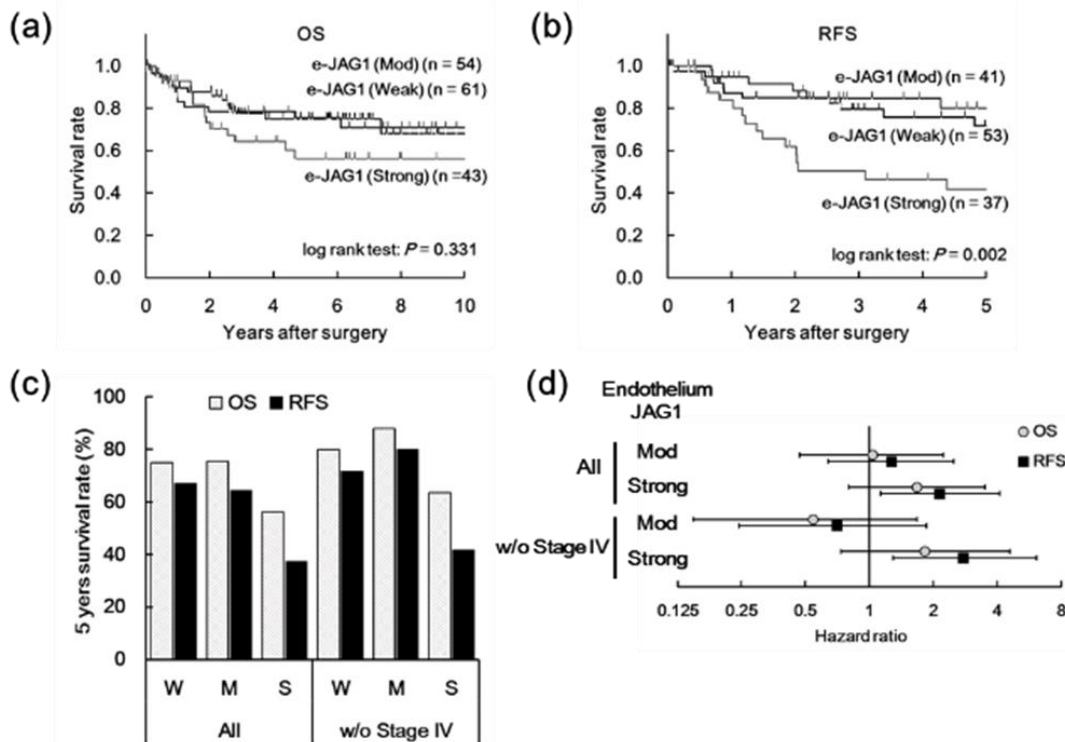 (a)
OS
e-JAG1 (Mod) (n = 54)
e-JAG1 (Weak) (n = 61)
e-JAG1 (Strong) (n =43)
log rank test: P = 0.331
Survival rate
1.0
0.8
0.6
0.4
0.2
0.0
0 2 4 6 8 10
Years after surgery
(b)
RFS
e-JAG1 (Mod) (n = 41)
e-JAG1 (Weak) (n = 53)
e-JAG1 (Strong) (n = 37)
log rank test: P = 0.002
Survival rate
1.0
0.8
0.6
0.4
0.2
0.0
0 1 2 3 4 5
Years after surgery
(c)
OS RFS
5 yers survival rate (%)
100
80
60
40
20
0
W M S W M S
All w/o Stage IV
(d)
Endothelium
JAG1
OS
RFS
All
Mod
Strong
w/o Stage IV
Mod
Strong
0.125 0.25 0.5 1 2 4 8
Hazard ratio